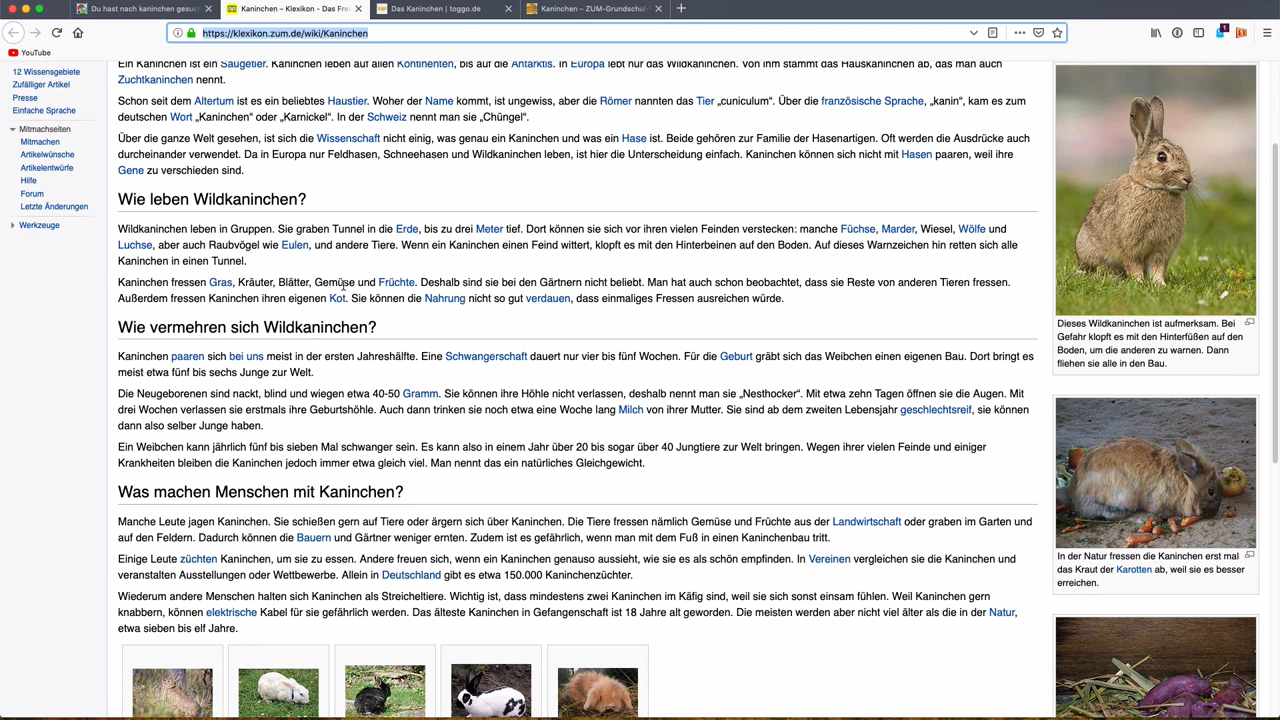 Du hast nach kaninchen gesuc
Kaninchen – Klexikon - Das Frei
Das Kaninchen | toggo.de
Kaninchen – ZUM-Grundschul
https://klexikon.zum.de/wiki/Kaninchen
1
YouTube
12 Wissensgebiete
Zufälliger Artikel
Presse
Einfache Sprache
Mitmachseiten
Mitmachen
Artikelwünsche
Artikelentwürfe
Hilfe
Forum
Letzte Änderungen
Werkzeuge
Ein Kaninchen ist ein Säugetier. Kaninchen leben auf allen Kontinenten, bis auf die Antarktis. In Europa lebt nur das Wildkaninchen. Von ihm stammt das Hauskaninchen ab, das man auch
Zuchtkaninchen nennt.
Schon seit dem Altertum ist es ein beliebtes Haustier. Woher der Name kommt, ist ungewiss, aber die Römer nannten das Tier „cuniculum“. Über die französische Sprache, „kanin“, kam es zum
deutschen Wort „Kaninchen“ oder „Karnickel“. In der Schweiz nennt man sie „Chüngel“.
Über die ganze Welt gesehen, ist sich die Wissenschaft nicht einig, was genau ein Kaninchen und was ein Hase ist. Beide gehören zur Familie der Hasenartigen. Oft werden die Ausdrücke auch
durcheinander verwendet. Da in Europa nur Feldhasen, Schneehasen und Wildkaninchen leben, ist hier die Unterscheidung einfach. Kaninchen können sich nicht mit Hasen paaren, weil ihre
Gene zu verschieden sind.
Wie leben Wildkaninchen?
Wildkaninchen leben in Gruppen. Sie graben Tunnel in die Erde, bis zu drei Meter tief. Dort können sie sich vor ihren vielen Feinden verstecken: manche Füchse, Marder, Wiesel, Wölfe und
Luchse, aber auch Raubvögel wie Eulen, und andere Tiere. Wenn ein Kaninchen einen Feind wittert, klopft es mit den Hinterbeinen auf den Boden. Auf dieses Warnzeichen hin retten sich alle
Kaninchen in einen Tunnel.
Kaninchen fressen Gras, Kräuter, Blätter, Gemüse und Früchte. Deshalb sind sie bei den Gärtnern nicht beliebt. Man hat auch schon beobachtet, dass sie Reste von anderen Tieren fressen.
Außerdem fressen Kaninchen ihren eigenen Kot. Sie können die Nahrung nicht so gut verdauen, dass einmaliges Fressen ausreichen würde.
Wie vermehren sich Wildkaninchen?
Kaninchen paaren sich bei uns meist in der ersten Jahreshälfte. Eine Schwangerschaft dauert nur vier bis fünf Wochen. Für die Geburt gräbt sich das Weibchen einen eigenen Bau. Dort bringt es
meist etwa fünf bis sechs Junge zur Welt.
Die Neugeborenen sind nackt, blind und wiegen etwa 40-50 Gramm. Sie können ihre Höhle nicht verlassen, deshalb nennt man sie „Nesthocker“. Mit etwa zehn Tagen öffnen sie die Augen. Mit
drei Wochen verlassen sie erstmals ihre Geburtshöhle. Auch dann trinken sie noch etwa eine Woche lang Milch von ihrer Mutter. Sie sind ab dem zweiten Lebensjahr geschlechtsreif, sie können
dann also selber Junge haben.
Ein Weibchen kann jährlich fünf bis sieben Mal schwanger sein. Es kann also in einem Jahr über 20 bis sogar über 40 Jungtiere zur Welt bringen. Wegen ihrer vielen Feinde und einiger
Krankheiten bleiben die Kaninchen jedoch immer etwa gleich viel. Man nennt das ein natürliches Gleichgewicht.
Was machen Menschen mit Kaninchen?
Manche Leute jagen Kaninchen. Sie schießen gern auf Tiere oder ärgern sich über Kaninchen. Die Tiere fressen nämlich Gemüse und Früchte aus der Landwirtschaft oder graben im Garten und
auf den Feldern. Dadurch können die Bauern und Gärtner weniger ernten. Zudem ist es gefährlich, wenn man mit dem Fuß in einen Kaninchenbau tritt.
Einige Leute züchten Kaninchen, um sie zu essen. Andere freuen sich, wenn ein Kaninchen genauso aussieht, wie sie es als schön empfinden. In Vereinen vergleichen sie die Kaninchen und
veranstalten Ausstellungen oder Wettbewerbe. Allein in Deutschland gibt es etwa 150.000 Kaninchenzüchter.
Wiederum andere Menschen halten sich Kaninchen als Streicheltiere. Wichtig ist, dass mindestens zwei Kaninchen im Käfig sind, weil sie sich sonst einsam fühlen. Weil Kaninchen gern
knabbern, können elektrische Kabel für sie gefährlich werden. Das älteste Kaninchen in Gefangenschaft ist 18 Jahre alt geworden. Die meisten werden aber nicht viel älter als die in der Natur,
etwa sieben bis elf Jahre.
Dieses Wildkaninchen ist aufmerksam. Bei
Gefahr klopft es mit den Hinterfüßen auf den
Boden, um die anderen zu warnen. Dann
fliehen sie alle in den Bau.
In der Natur fressen die Kaninchen erst mal
das Kraut der Karotten ab, weil sie es besser
erreichen.